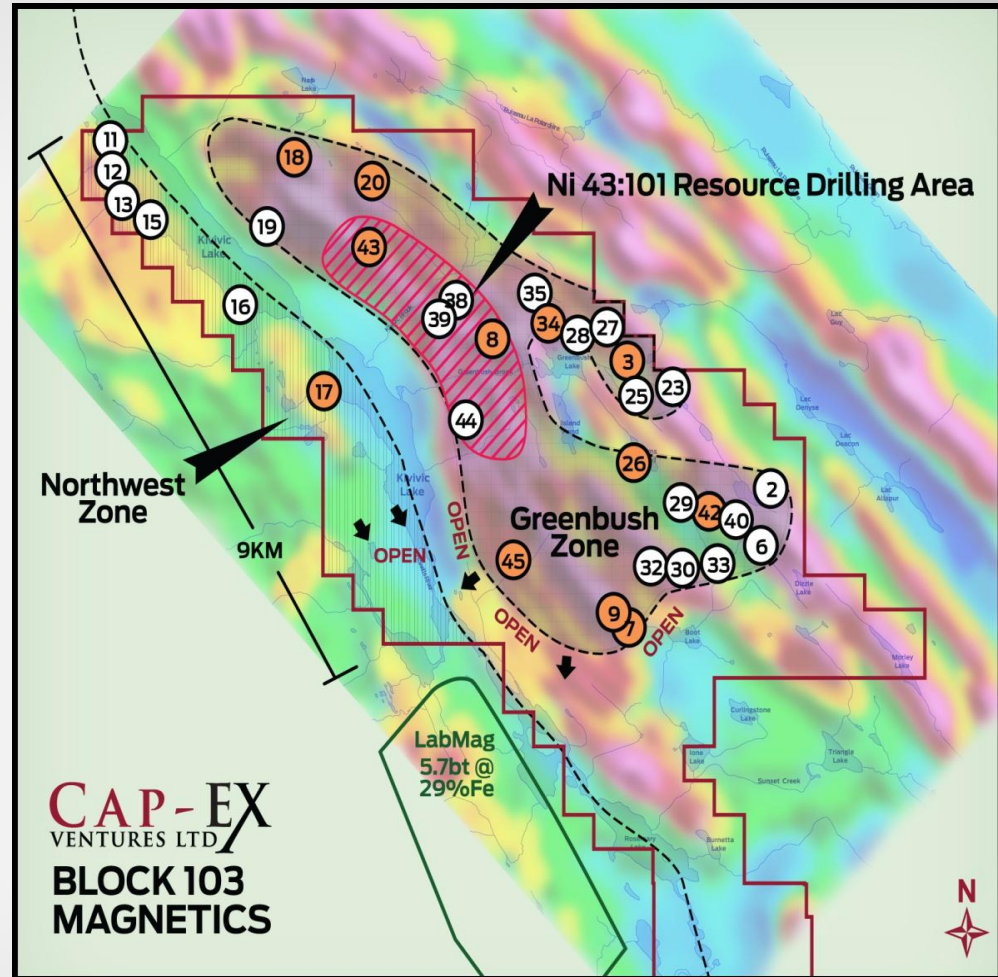 Ni 43:101 Resource Drilling Area
11
12
13
15
16
17
18
20
19
43
38
39
8
44
35
34
28
27
3
25
23
26
2
29
42
40
6
32
30
33
45
9
Northwest
Zone
Greenbush
Zone
9KM
OPEN
OPEN
OPEN
OPEN
Kivivic
Lake
Kivivic
Lake
Greenbush
Lake
Lac
Guy
Lac
Denyse
Lac
Deacon
Dizzie
Lake
Morley
Lake
Boot
Lake
Curlingstone
Lake
Triangle
Lake
Ione
Lake
Sunset Creek
Burnetta
Lake
LabMag
5.7bt @
29%Fe
CAP-EX
VENTURES LTD
BLOCK 103
MAGNETICS
N